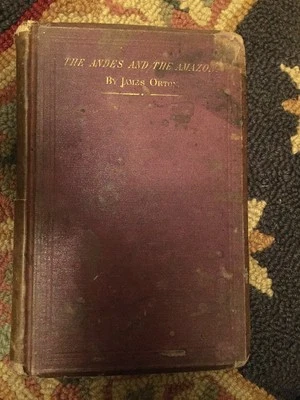 THE ANDES AND THE AMAZON.
BY JAMES ORTON.